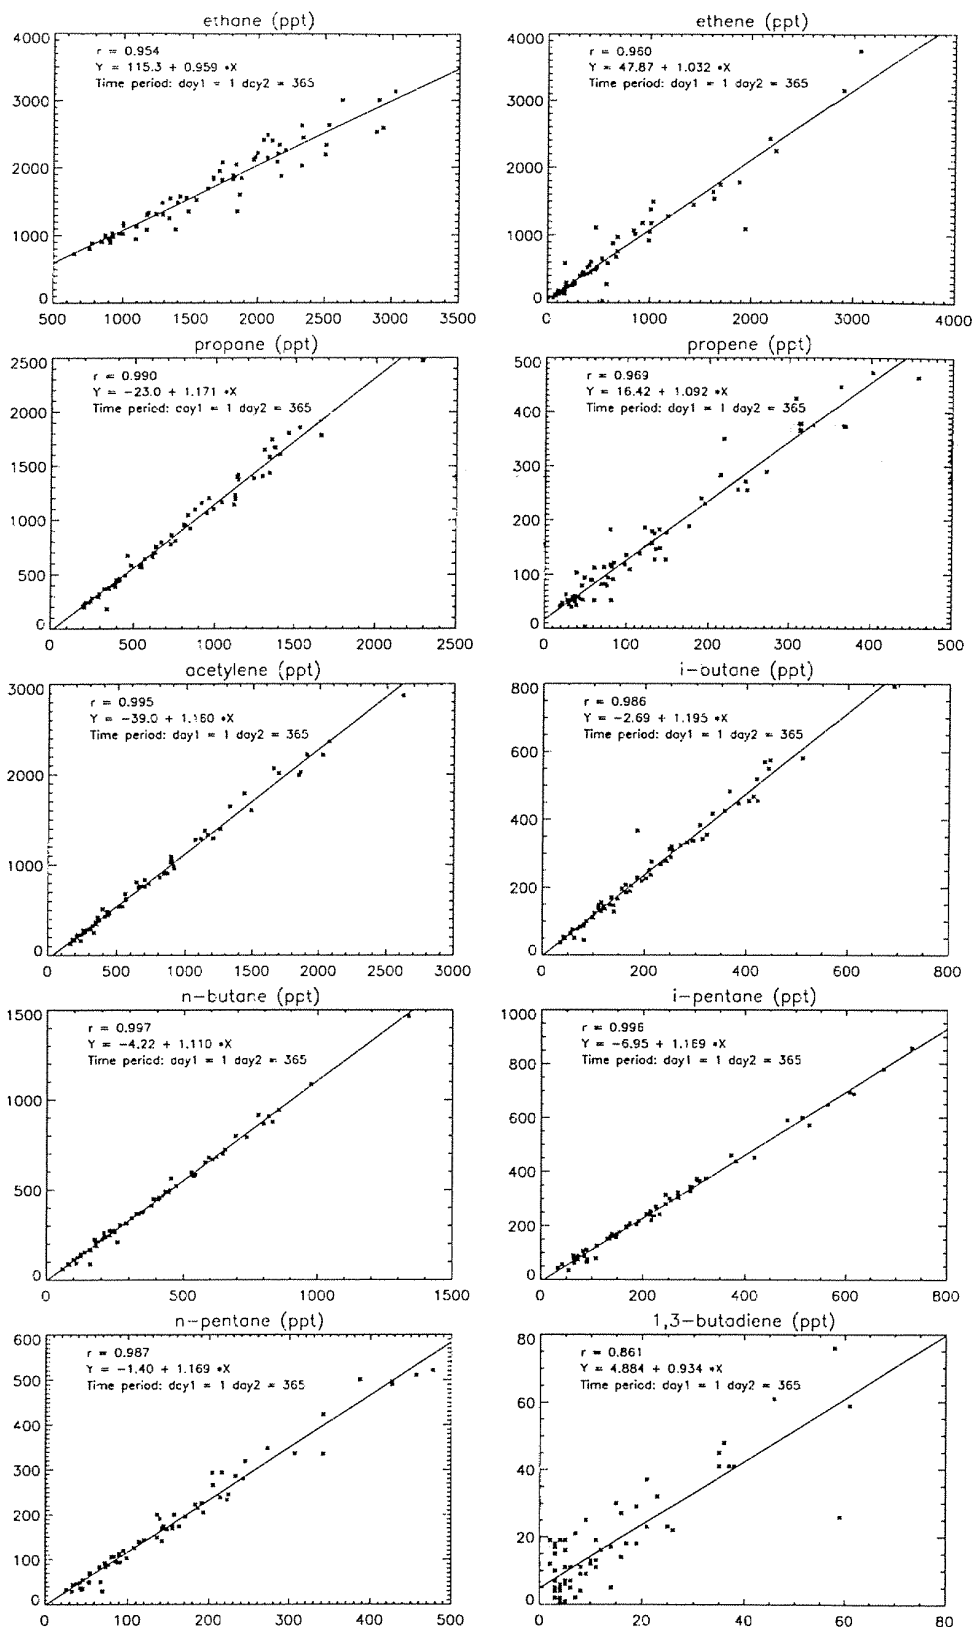 ethane (ppt)
r = 0.954
Y = 115.3 + 0.959 *X
Time period: day1 = 1 day2 = 365
4000
3000
2000
1000
0
500 1000 1500 2000 2500 3000 3500
ethene (ppt)
r = 0.960
Y = 47.87 + 1.032 *X
Time period: day1 = 1 day2 = 365
4000
3000
2000
1000
0
0 1000 2000 3000 4000
propane (ppt)
r = 0.990
Y = -23.0 + 1.171 *X
Time period: cay1 = 1 day2 = 365
2500
2000
1500
1000
500
0
0 500 1000 1500 2000 2500
propene (ppt)
r = 0.969
Y = 16.42 + 1.092 *X
Time period: day1 = 1 day2 = 365
500
400
300
200
100
0
0 100 200 300 400 500
acetylene (ppt)
r = 0.995
Y = -39.0 + 1.160 *X
Time period: day1 = 1 day2 = 365
3000
2000
1000
0
0 500 1000 1500 2000 2500 3000
i-butane (ppt)
r = 0.986
Y = -2.69 + 1.195 *X
Time period: day1 = 1 day2 = 365
800
600
400
200
0
0 200 400 600 800
n-butane (ppt)
r = 0.997
Y = -4.22 + 1.110 *X
Time period: day1 = 1 day2 = 365
1500
1000
500
0
0 500 1000 1500
i-pentane (ppt)
r = 0.996
Y = -6.95 + 1.169 *X
Time period: day1 = 1 day2 = 365
1000
800
600
400
200
0
0 200 400 600 800
n-pentane (ppt)
r = 0.987
Y = -1.40 + 1.169 *X
Time period: day1 = 1 day2 = 365
600
500
400
300
200
100
0
0 100 200 300 400 500
1,3-butadiene (ppt)
r = 0.861
Y = 4.884 + 0.934 *X
Time period: day1 = 1 day2 = 365
80
60
40
20
0
0 20 40 60 80